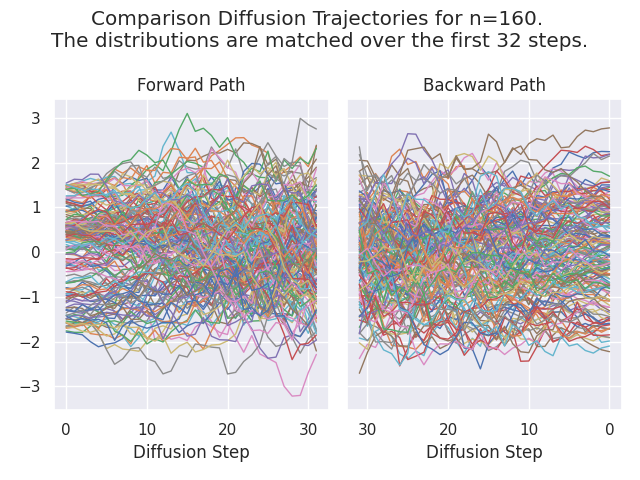 Comparison Diffusion Trajectories for n=160.
The distributions are matched over the first 32 steps.
Forward Path
Backward Path
3
2
1
0
−1
−2
−3
0 10 20 30
30 20 10 0
Diffusion Step
Diffusion Step